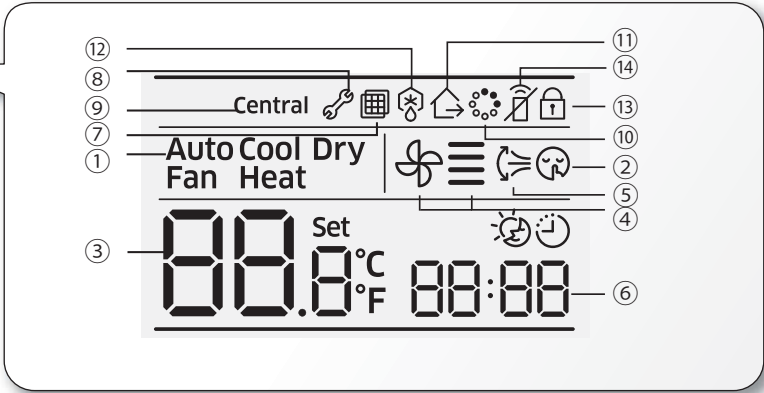 ⑫ ⑪
⑧ ⑭
⑨ Central ⑬
⑦ ⑩
① Auto Cool Dry ②
Fan Heat ⑤
④
Set
③ 88.8 °C
°F 88:88 ⑥